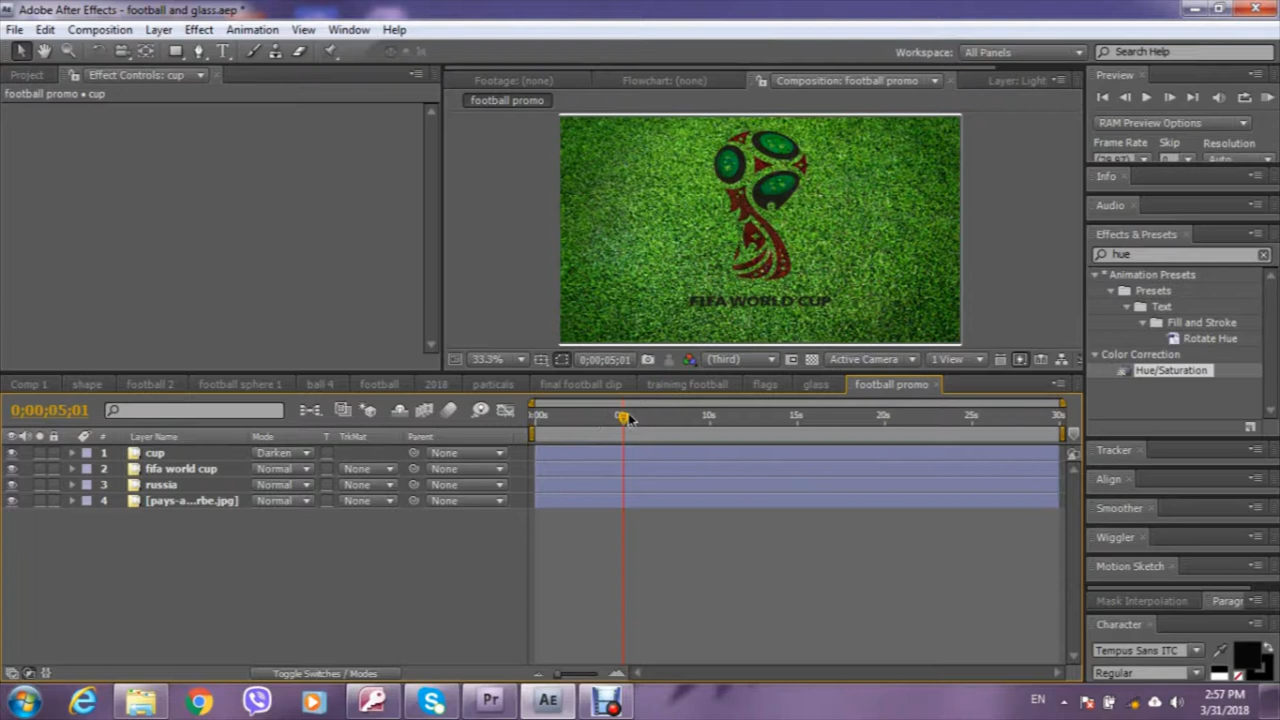 Adobe After Effects - football and glass.aep *
File Edit Composition Layer Effect Animation View Window Help
Workspace: All Panels Search Help
Project Effect Controls: cup
football promo • cup
Footage: (none) Flowchart: (none) Composition: football promo Layer: Light
football promo
FIFA WORLD CUP
33.3% 0;00;05;01 (Third) Active Camera 1 View
Preview
RAM Preview Options
Frame Rate Skip Resolution
(29.97) 0 Auto
Info
Audio
Effects & Presets
hue
* Animation Presets
Presets
Text
Fill and Stroke
Rotate Hue
Color Correction
Hue/Saturation
Comp 1 shape football 2 football sphere 1 ball 4 football 2018 particals final football clip training football flags glass football promo
0;00;05;01
# Layer Name Mode T TrkMat Parent
:00s 10s 15s 20s 25s 30s
1 cup Darken None
2 fifa world cup Normal None None
3 russia Normal None None
4 [pays-a...rbe.jpg] Normal None None
Toggle Switches / Modes
Tracker
Align
Smoother
Wiggler
Motion Sketch
Mask Interpolation Paragr
Character
Tempus Sans ITC
Regular
Pr Ae
EN 2:57 PM
3/31/2018